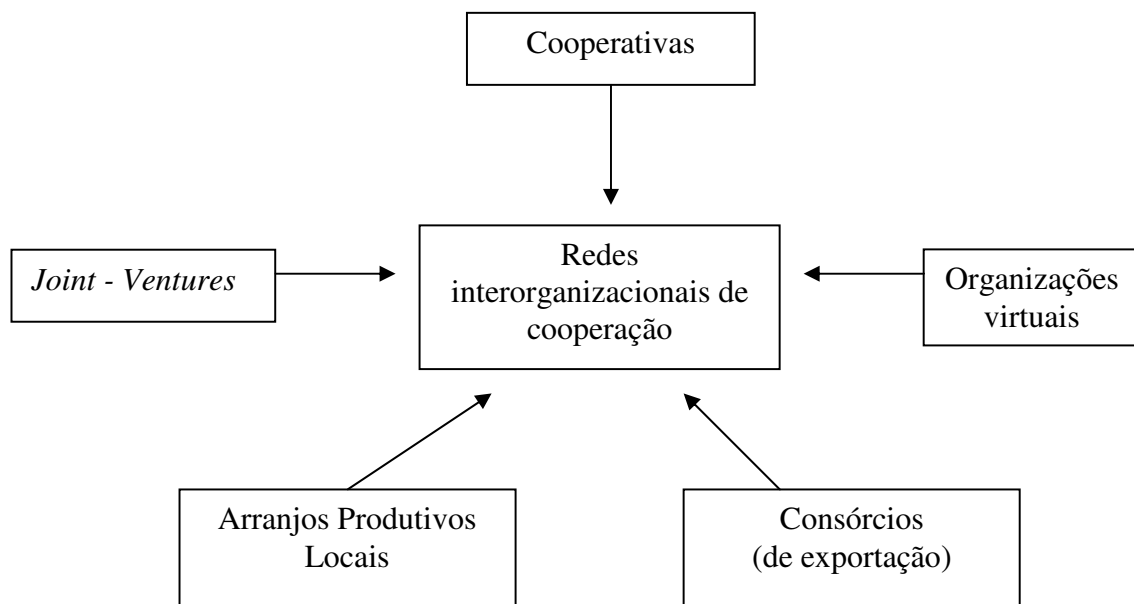 Cooperativas
Joint - Ventures
Redes
interorganizacionais de
cooperação
Organizações
virtuais
Arranjos Produtivos
Locais
Consórcios
(de exportação)